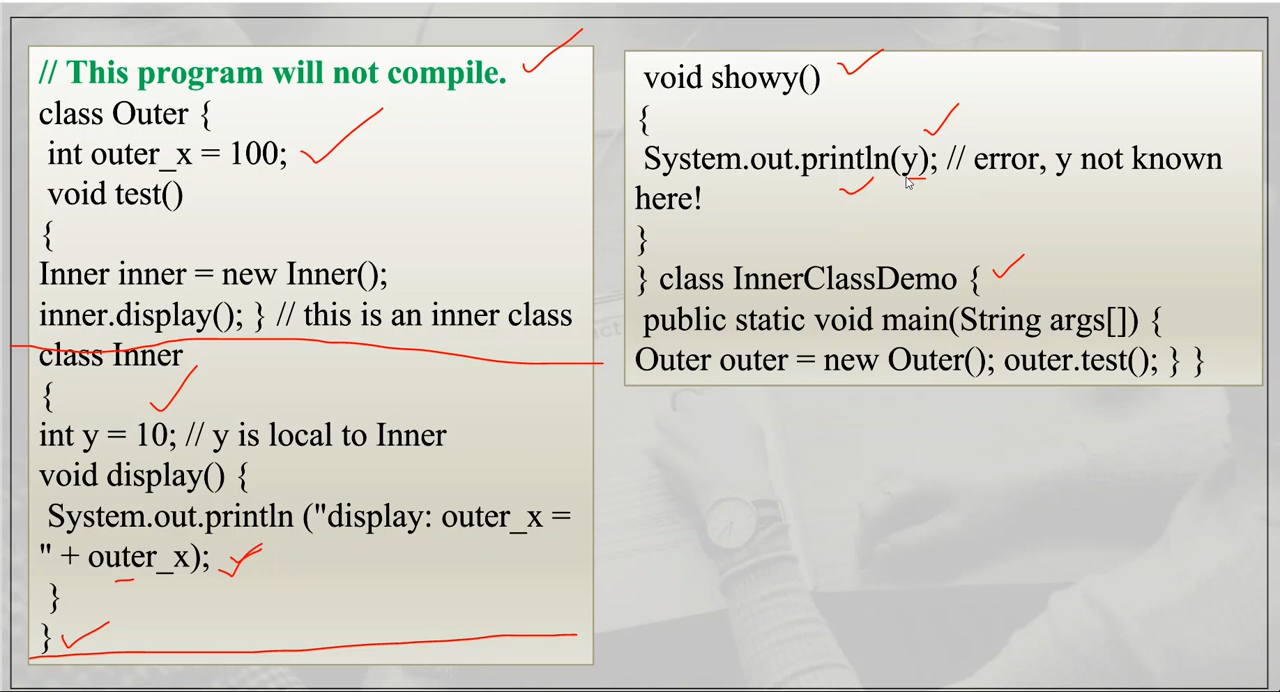 // This program will not compile.
class Outer {
int outer_x = 100;
void test()
{
Inner inner = new Inner();
inner.display(); } // this is an inner class
class Inner
{
int y = 10; // y is local to Inner
void display() {
System.out.println ("display: outer_x =
" + outer_x);
}
}
void showy()
{
System.out.println(y); // error, y not known
here!
}
} class InnerClassDemo {
public static void main(String args[]) {
Outer outer = new Outer(); outer.test(); } }